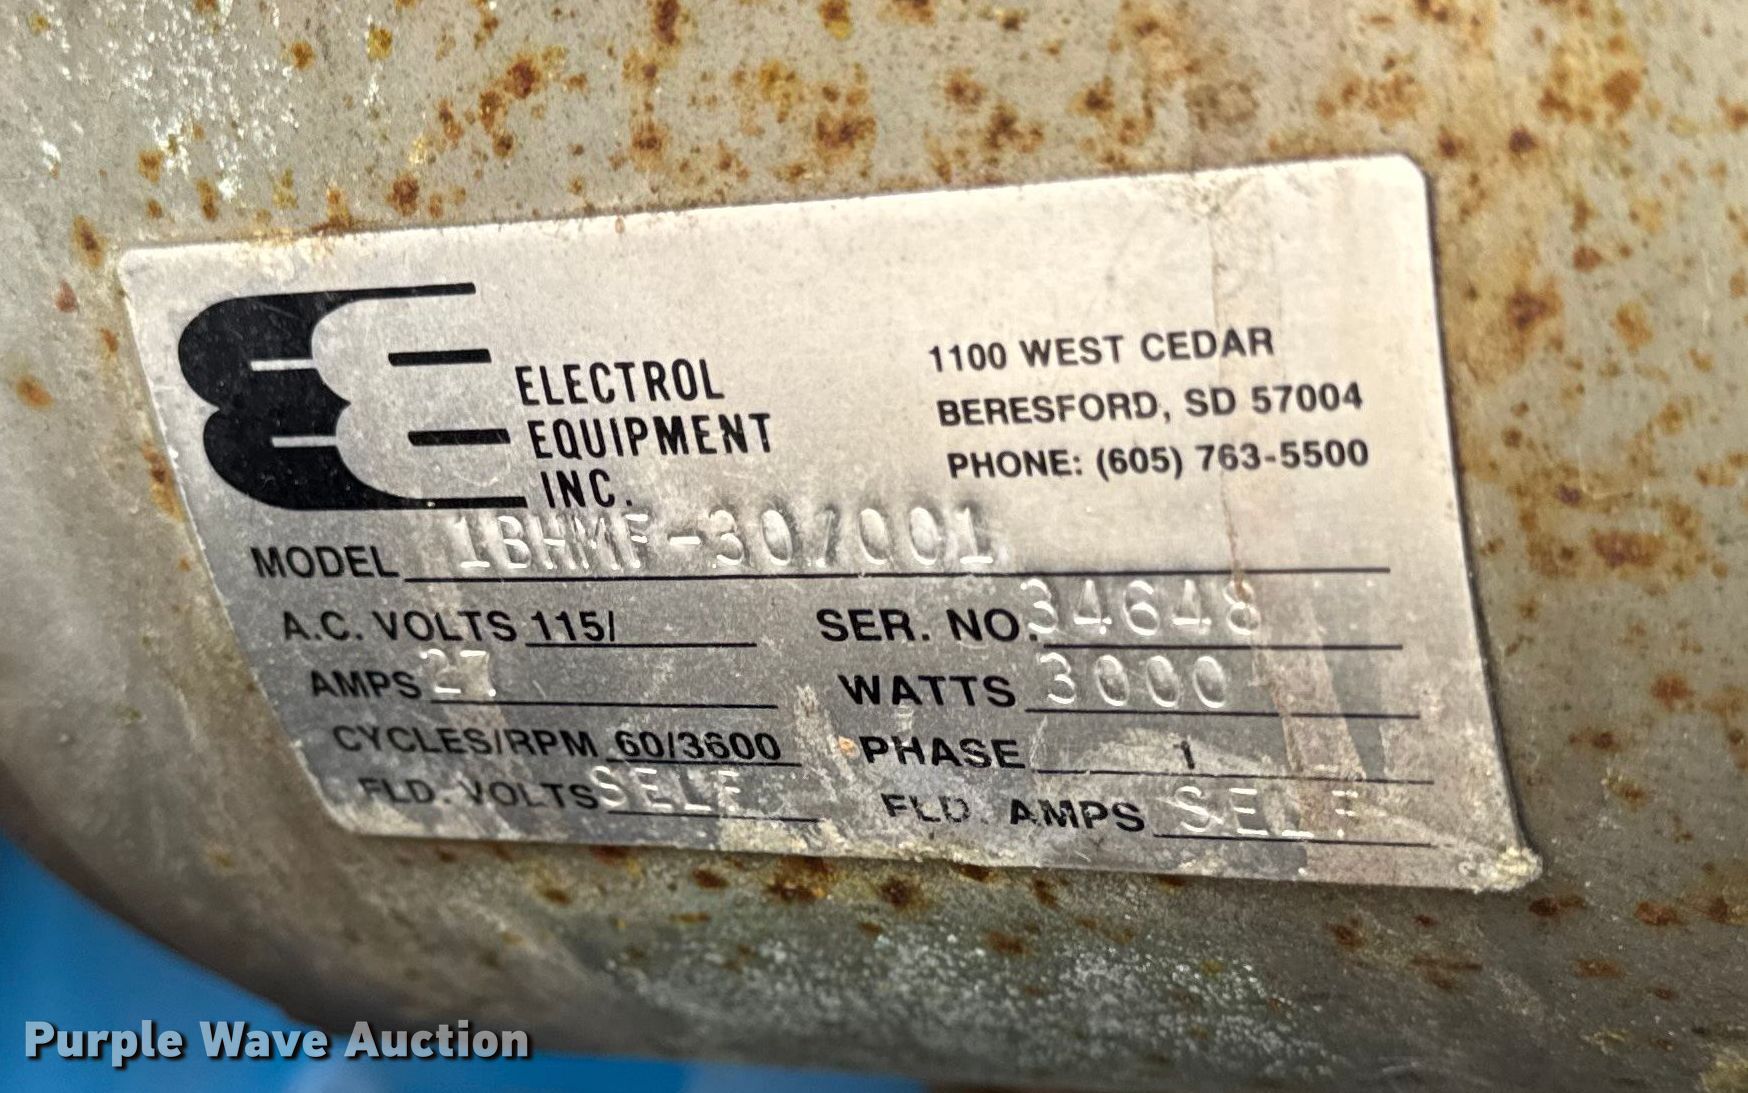 ELECTROL
EQUIPMENT
INC.
1100 WEST CEDAR
BERESFORD, SD 57004
PHONE: (605) 763-5500
MODEL 1BHMF-30/001
A.C. VOLTS 115/ SER. NO. 34648
AMPS 27 WATTS 3000
CYCLES/RPM 60/3600 PHASE 1
FLD. VOLTS SELF FLD. AMPS SELF
Purple Wave Auction